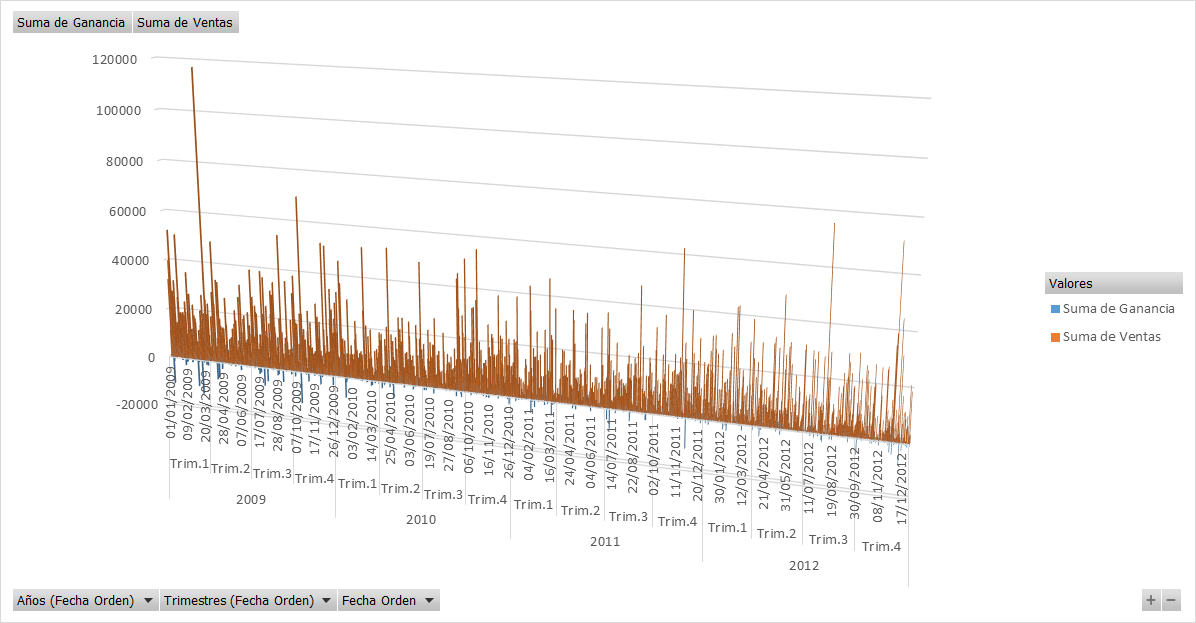 Suma de Ganancia Suma de Ventas
120000
100000
80000
60000
40000
20000
0
-20000
01/01/2009 09/02/2009 20/03/2009 28/04/2009 07/06/2009 17/07/2009 28/08/2009 07/10/2009 17/11/2009 26/12/2009 03/02/2010 14/03/2010 25/04/2010 03/06/2010 19/07/2010 27/08/2010 06/10/2010 16/11/2010 26/12/2010 04/02/2011 16/03/2011 24/04/2011 04/06/2011 14/07/2011 22/08/2011 02/10/2011 11/11/2011 20/12/2011 30/01/2012 12/03/2012 21/04/2012 31/05/2012 11/07/2012 19/08/2012 30/09/2012 08/11/2012 17/12/2012
Trim.1 Trim.2 Trim.3 Trim.4 Trim.1 Trim.2 Trim.3 Trim.4 Trim.1 Trim.2 Trim.3 Trim.4 Trim.1 Trim.2 Trim.3 Trim.4
2009 2010 2011 2012
Valores
Suma de Ganancia
Suma de Ventas
Años (Fecha Orden) Trimestres (Fecha Orden) Fecha Orden
+ −